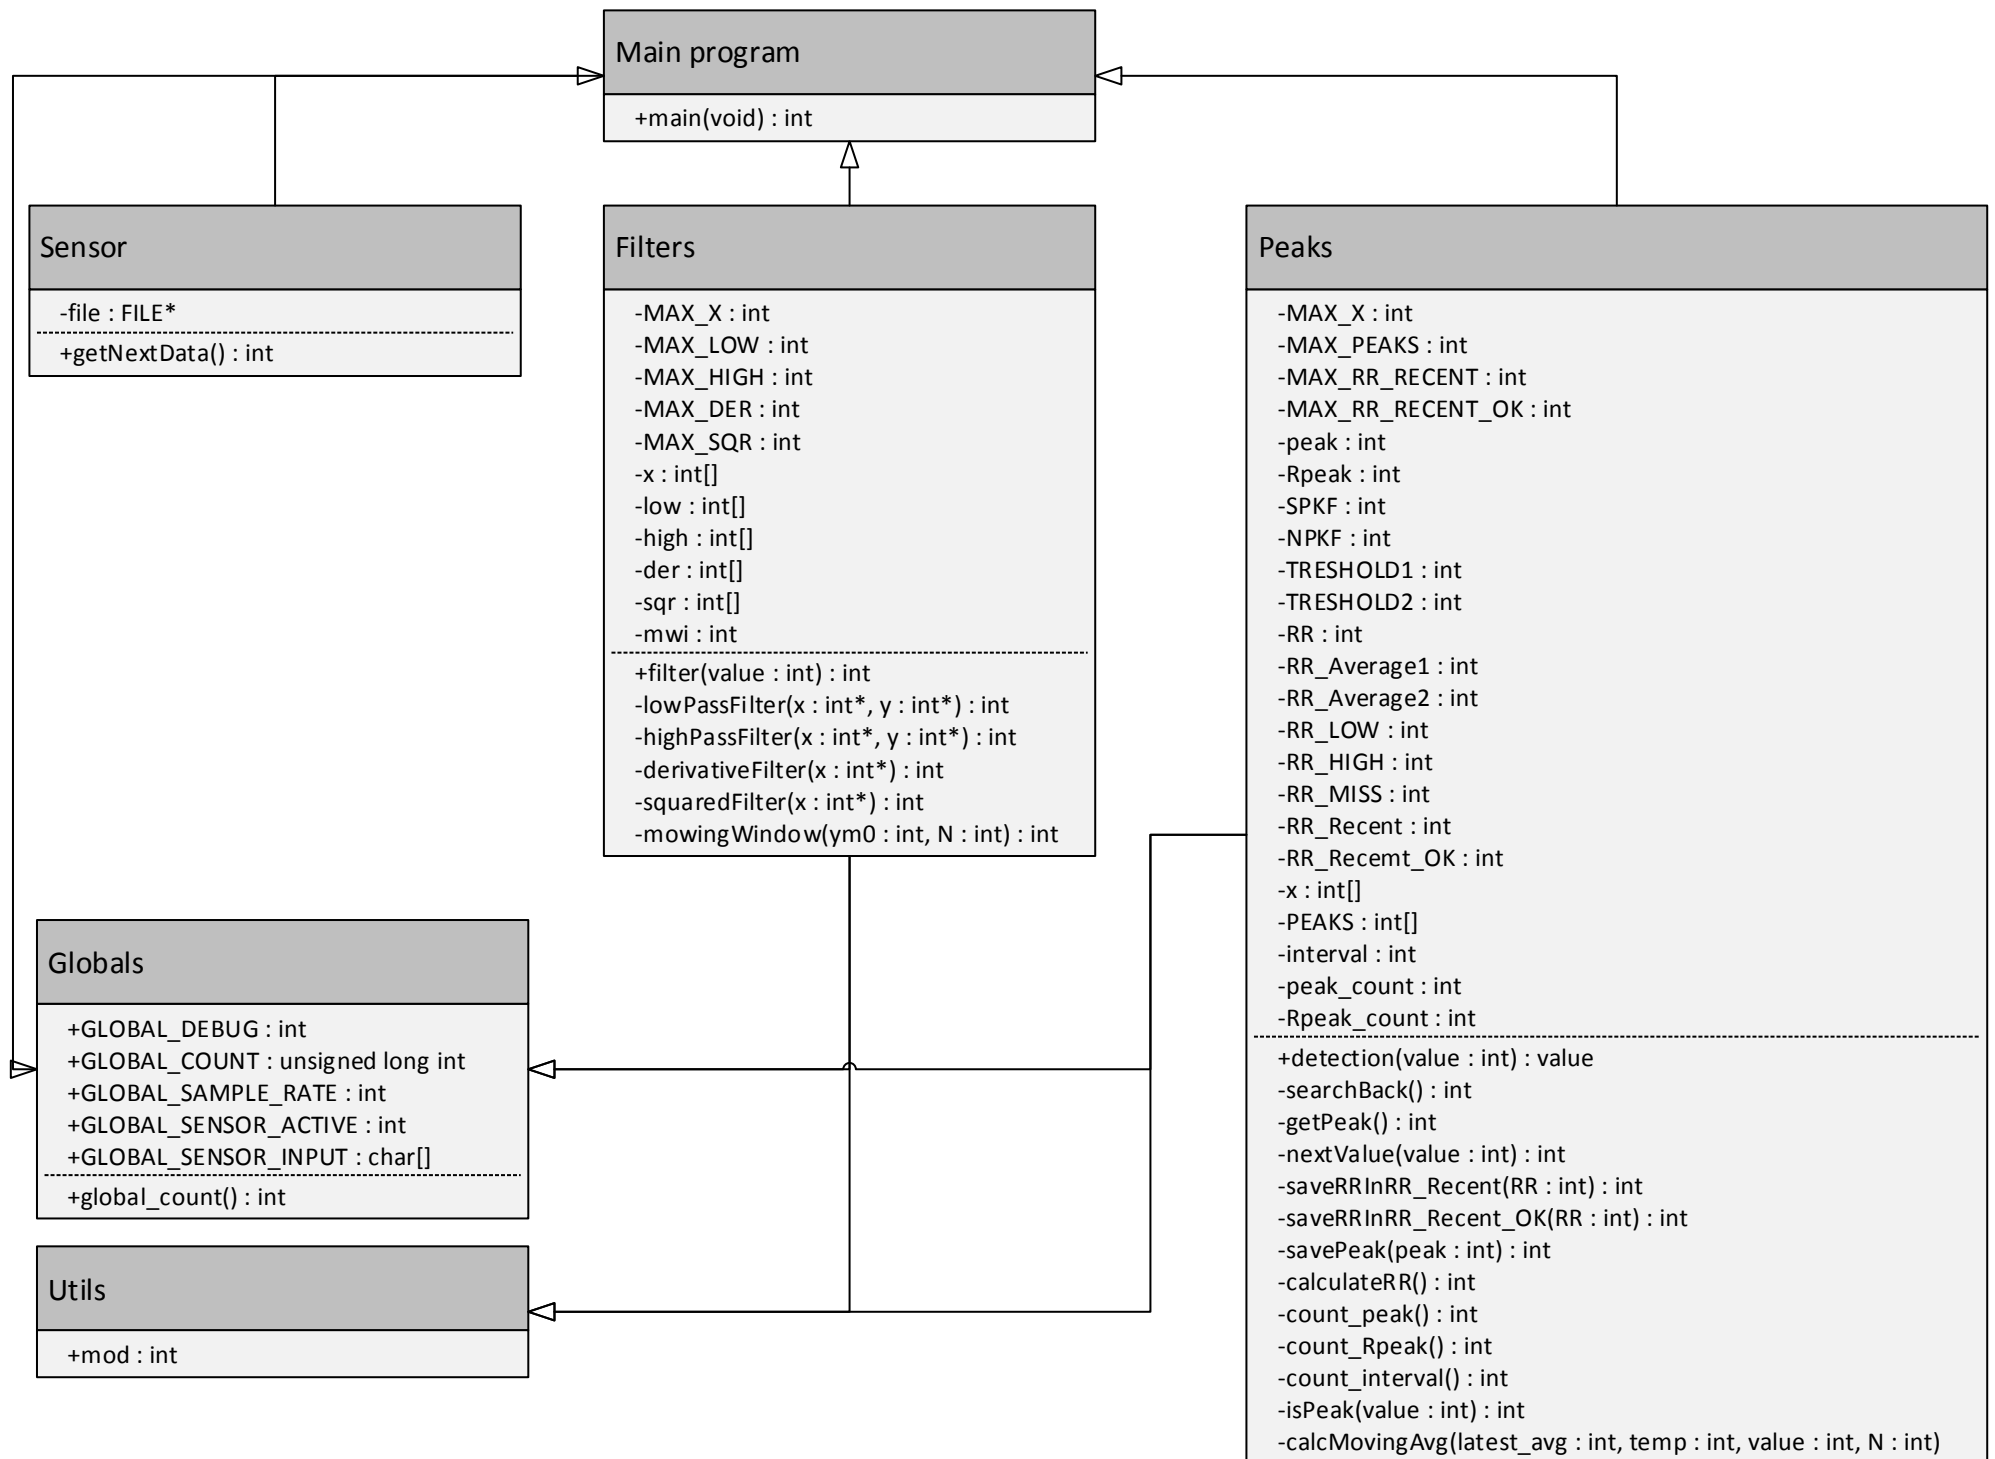 Main program
+main(void) : int
Sensor
-file : FILE*
+getNextData() : int
Filters
-MAX_X : int
-MAX_LOW : int
-MAX_HIGH : int
-MAX_DER : int
-MAX_SQR : int
-x : int[]
-low : int[]
-high : int[]
-der : int[]
-sqr : int[]
-mwi : int
+filter(value : int) : int
-lowPassFilter(x : int*, y : int*) : int
-highPassFilter(x : int*, y : int*) : int
-derivativeFilter(x : int*) : int
-squaredFilter(x : int*) : int
-mowingWindow(ym0 : int, N : int) : int
Peaks
-MAX_X : int
-MAX_PEAKS : int
-MAX_RR_RECENT : int
-MAX_RR_RECENT_OK : int
-peak : int
-Rpeak : int
-SPKF : int
-NPKF : int
-TRESHOLD1 : int
-TRESHOLD2 : int
-RR : int
-RR_Average1 : int
-RR_Average2 : int
-RR_LOW : int
-RR_HIGH : int
-RR_MISS : int
-RR_Recent : int
-RR_Recemt_OK : int
-x : int[]
-PEAKS : int[]
-interval : int
-peak_count : int
-Rpeak_count : int
+detection(value : int) : value
-searchBack() : int
-getPeak() : int
-nextValue(value : int) : int
-saveRRInRR_Recent(RR : int) : int
-saveRRInRR_Recent_OK(RR : int) : int
-savePeak(peak : int) : int
-calculateRR() : int
-count_peak() : int
-count_Rpeak() : int
-count_interval() : int
-isPeak(value : int) : int
-calcMovingAvg(latest_avg : int, temp : int, value : int, N : int)
Globals
+GLOBAL_DEBUG : int
+GLOBAL_COUNT : unsigned long int
+GLOBAL_SAMPLE_RATE : int
+GLOBAL_SENSOR_ACTIVE : int
+GLOBAL_SENSOR_INPUT : char[]
+global_count() : int
Utils
+mod : int